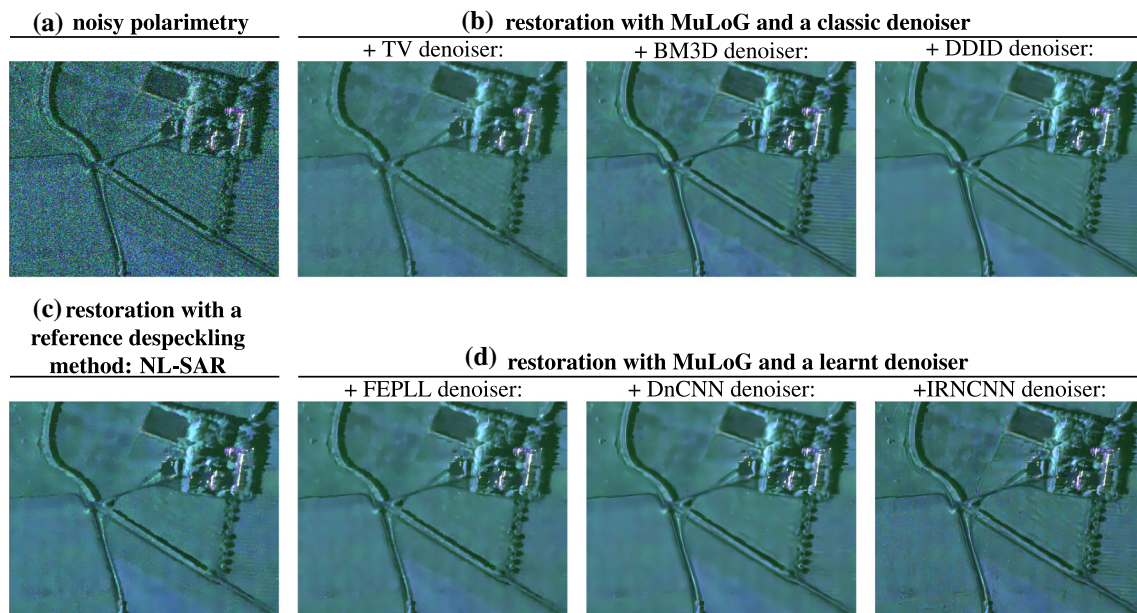 (a) noisy polarimetry
(b) restoration with MuLoG and a classic denoiser
+ TV denoiser:
+ BM3D denoiser:
+ DDID denoiser:
(c) restoration with a
reference despeckling
method: NL-SAR
(d) restoration with MuLoG and a learnt denoiser
+ FEPLL denoiser:
+ DnCNN denoiser:
+IRNCNN denoiser: